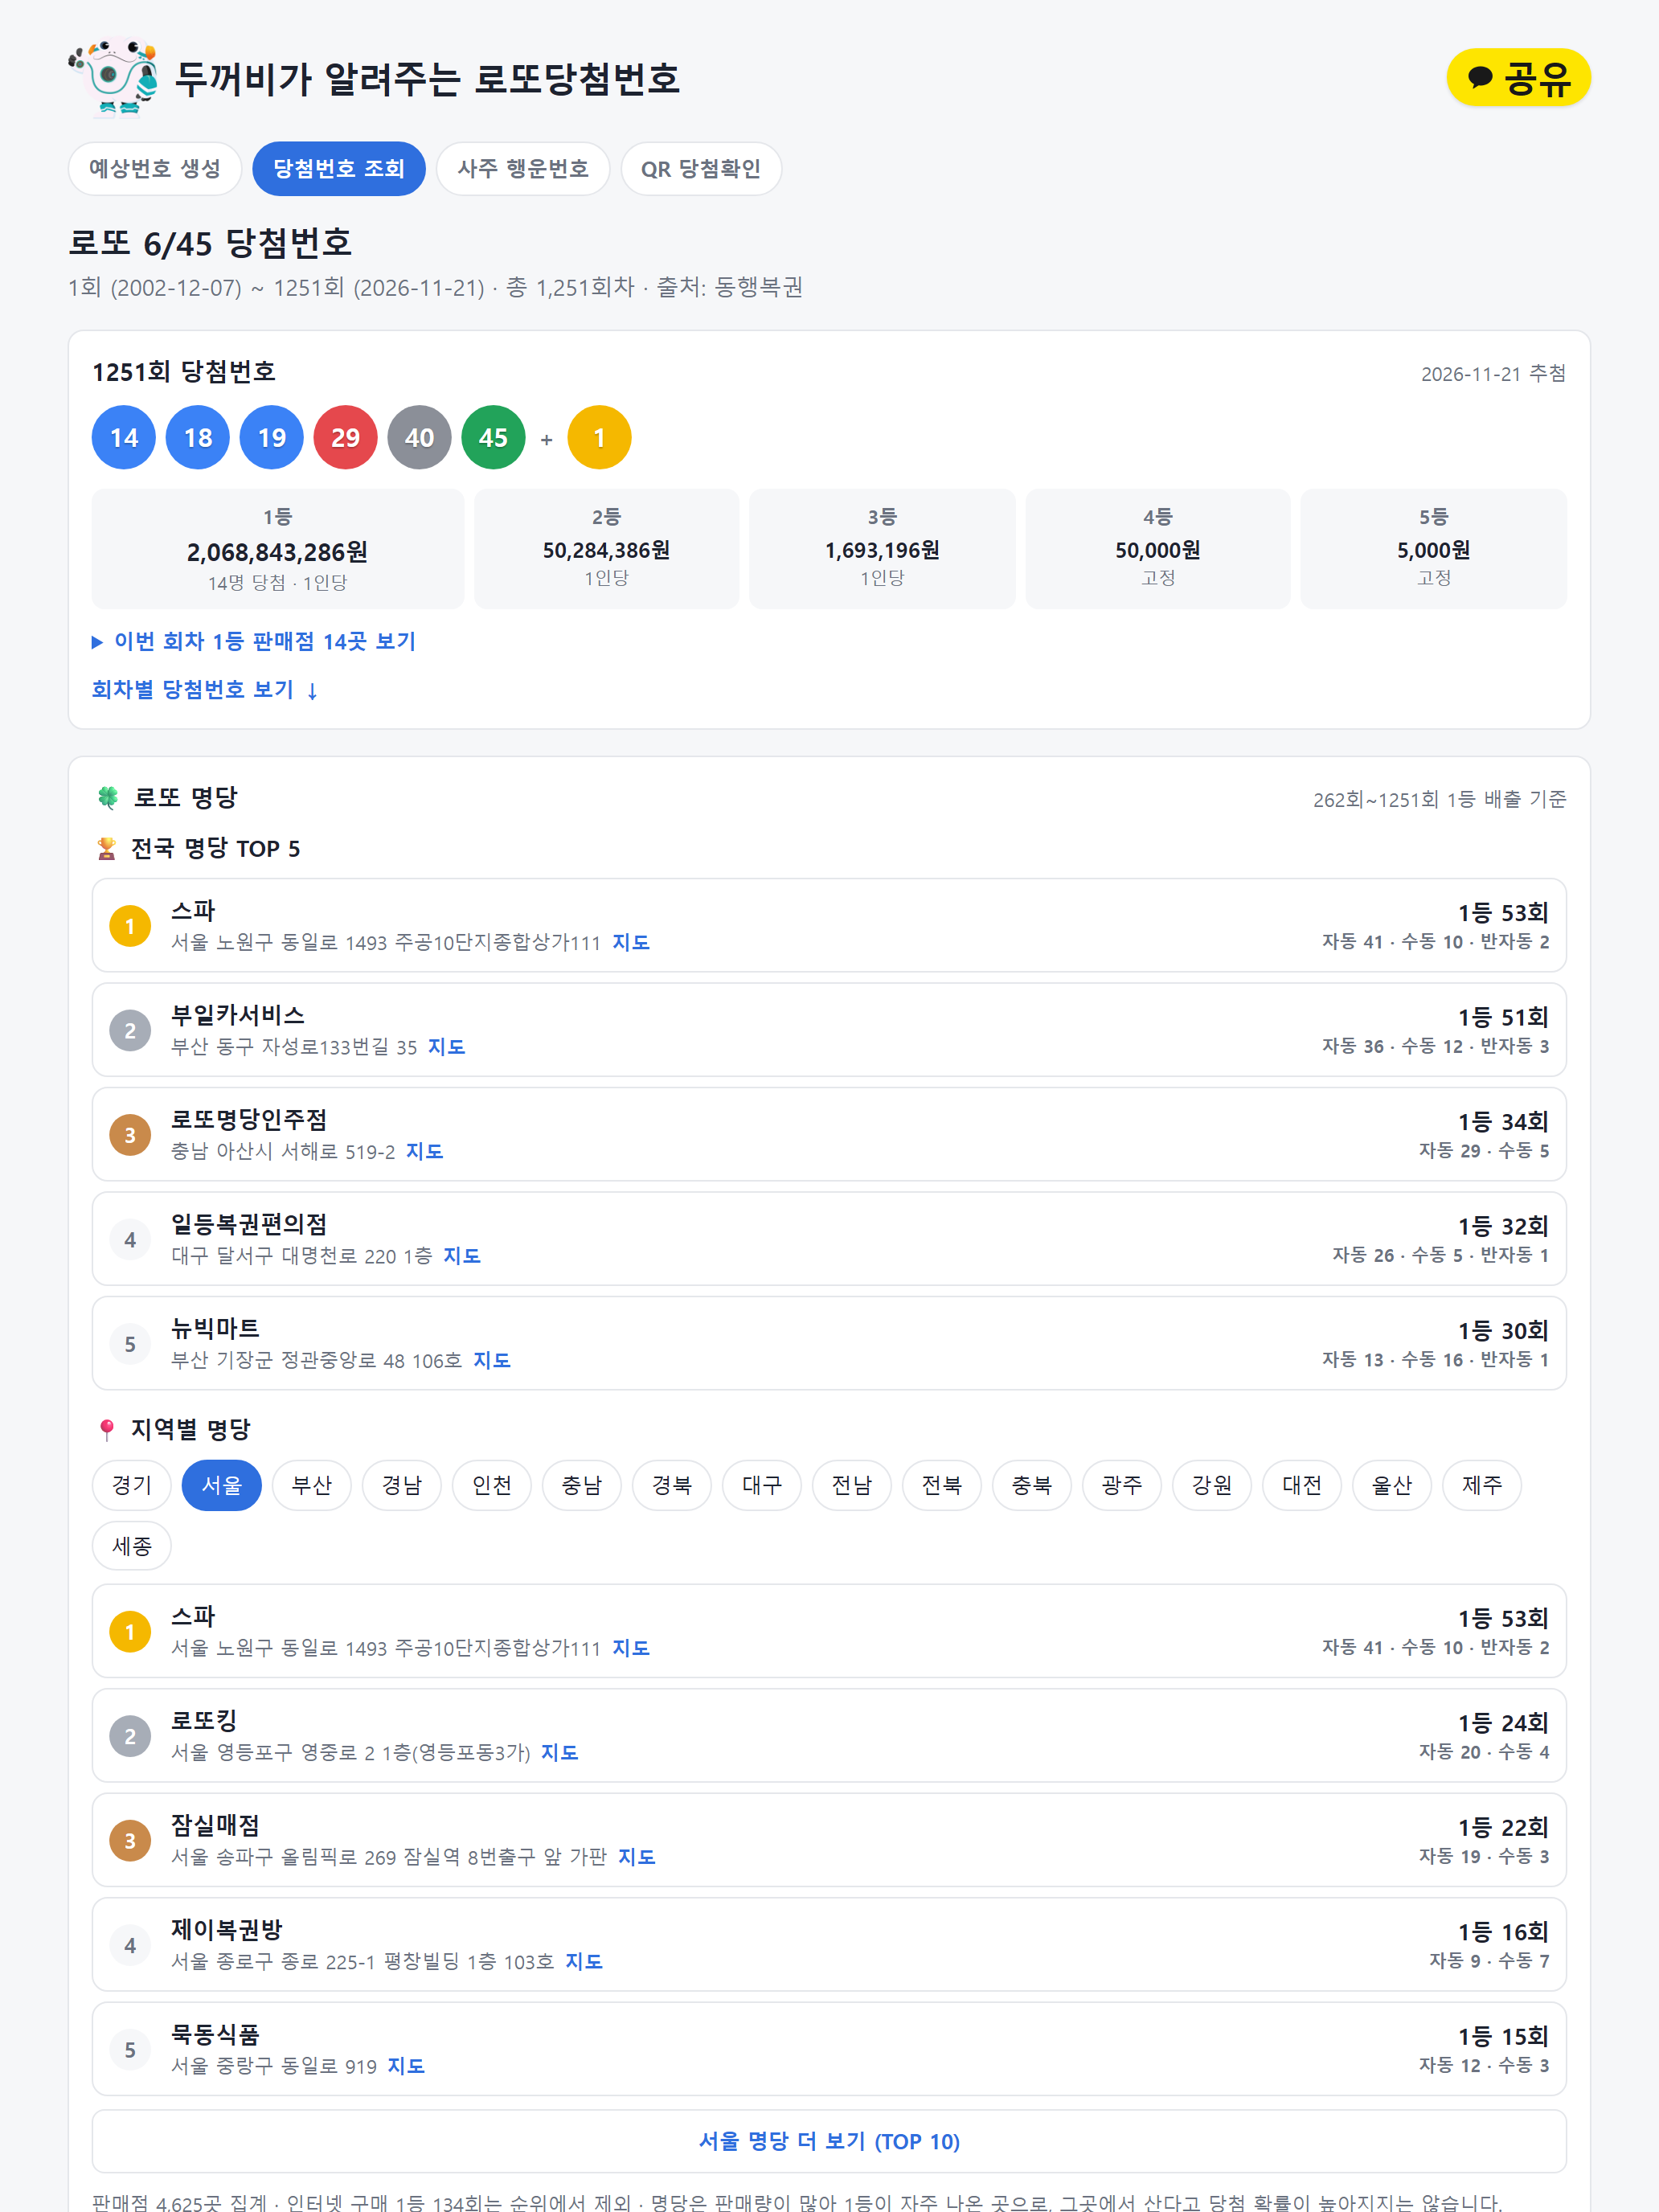 두꺼비가 알려주는 로또당첨번호
공유
예상번호 생성 당첨번호 조회 사주 행운번호 QR 당첨확인
로또 6/45 당첨번호
1회 (2002-12-07) ~ 1251회 (2026-11-21) · 총 1,251회차 · 출처: 동행복권
1251회 당첨번호
2026-11-21 추첨
14 18 19 29 40 45 + 1
1등
2,068,843,286원
14명 당첨 · 1인당
2등
50,284,386원
1인당
3등
1,693,196원
1인당
4등
50,000원
고정
5등
5,000원
고정
▶ 이번 회차 1등 판매점 14곳 보기
회차별 당첨번호 보기 ↓
🍀 로또 명당
262회~1251회 1등 배출 기준
🏆 전국 명당 TOP 5
1
스파
서울 노원구 동일로 1493 주공10단지종합상가111 지도
1등 53회
자동 41 · 수동 10 · 반자동 2
2
부일카서비스
부산 동구 자성로133번길 35 지도
1등 51회
자동 36 · 수동 12 · 반자동 3
3
로또명당인주점
충남 아산시 서해로 519-2 지도
1등 34회
자동 29 · 수동 5
4
일등복권편의점
대구 달서구 대명천로 220 1층 지도
1등 32회
자동 26 · 수동 5 · 반자동 1
5
뉴빅마트
부산 기장군 정관중앙로 48 106호 지도
1등 30회
자동 13 · 수동 16 · 반자동 1
📍 지역별 명당
경기 서울 부산 경남 인천 충남 경북 대구 전남 전북 충북 광주 강원 대전 울산 제주
세종
1
스파
서울 노원구 동일로 1493 주공10단지종합상가111 지도
1등 53회
자동 41 · 수동 10 · 반자동 2
2
로또킹
서울 영등포구 영중로 2 1층(영등포동3가) 지도
1등 24회
자동 20 · 수동 4
3
잠실매점
서울 송파구 올림픽로 269 잠실역 8번출구 앞 가판 지도
1등 22회
자동 19 · 수동 3
4
제이복권방
서울 종로구 종로 225-1 평창빌딩 1층 103호 지도
1등 16회
자동 9 · 수동 7
5
묵동식품
서울 중랑구 동일로 919 지도
1등 15회
자동 12 · 수동 3
서울 명당 더 보기 (TOP 10)
판매점 4,625곳 집계 · 인터넷 구매 1등 134회는 순위에서 제외 · 명당은 판매량이 많아 1등이 자주 나온 곳으로, 그곳에서 산다고 당첨 확률이 높아지지는 않습니다.